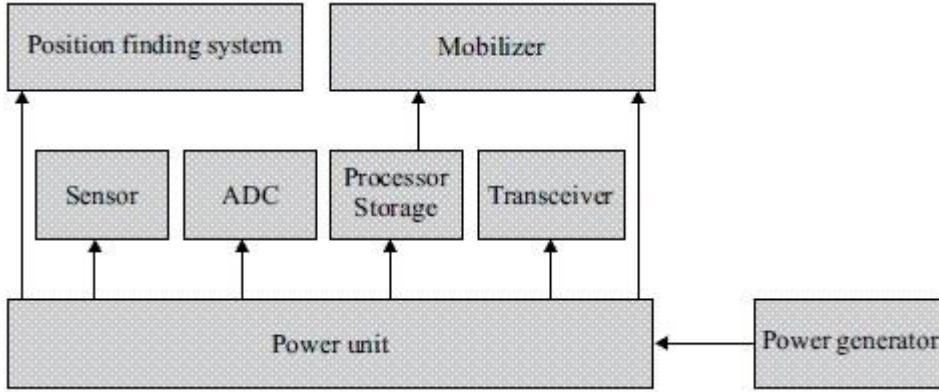 Position finding system
Mobilizer
Sensor
ADC
Processor
Storage
Transceiver
Power unit
Power generator